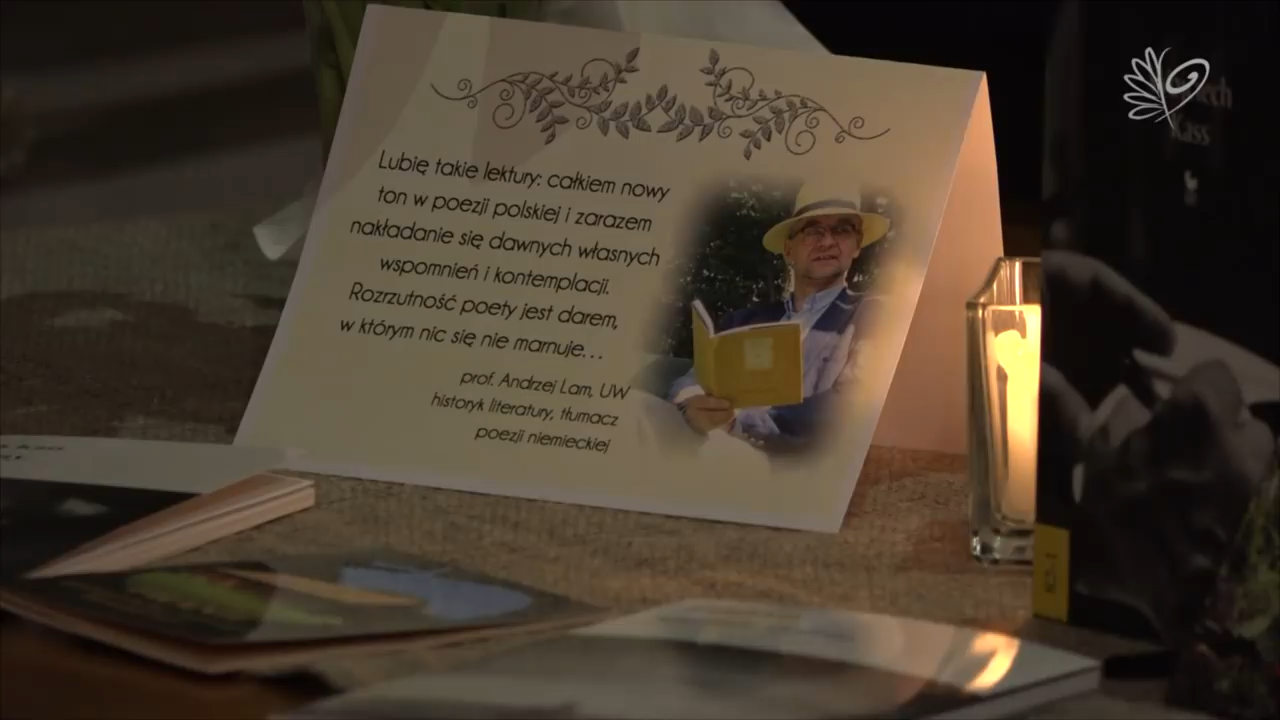 Lubię takie lektury: całkiem nowy
ton w poezji polskiej i zarazem
nakładanie się dawnych własnych
wspomnień i kontemplacji.
Rozrzutność poety jest darem,
w którym nic się nie marnuje...
prof. Andrzej Lam, UW
historyk literatury, tłumacz
poezji niemieckiej
Kass